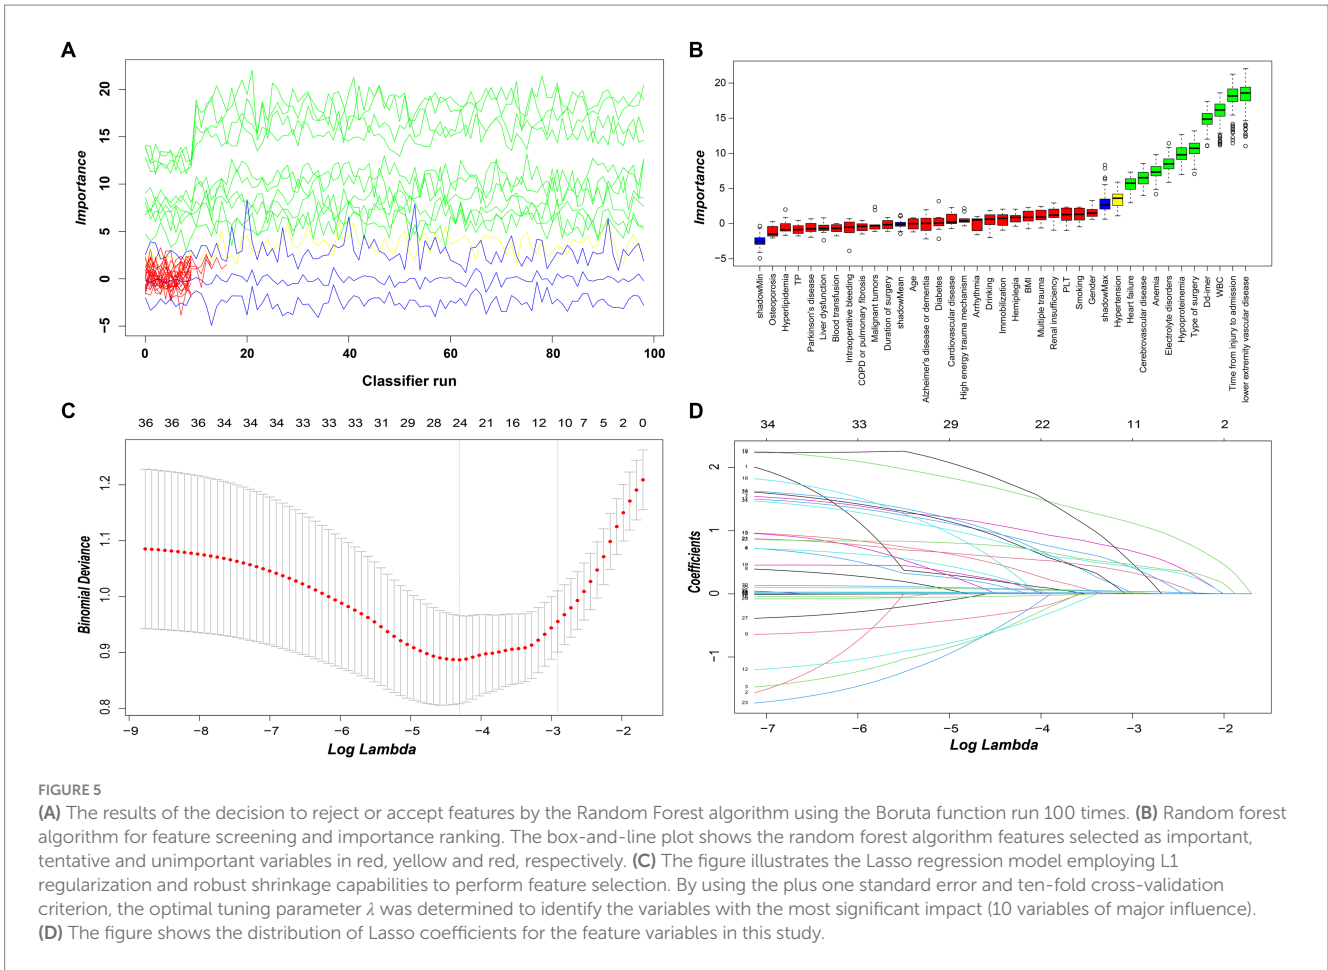 A
Importance
20
15
10
5
0
−5
0
20
40
60
80
100
Classifier run
B
Importance
20
15
10
5
0
−5
shadowMin
Osteoporosis
Hyperlipidemia
TP
Parkinson's disease
Liver dysfunction
Blood transfusion
Intraoperative bleeding
COPD or pulmonary fibrosis
Malignant tumors
Duration of surgery
shadowMean
Age
Alzheimer's disease or dementia
Diabetes
Cardiovascular disease
High energy trauma mechanism
Arrhythmia
Drinking
Immobilization
Hemiplegia
BMI
Multiple trauma
Renal insufficiency
PLT
Smoking
Gender
shadowMax
Hypertension
Heart failure
Cerebrovascular disease
Anemia
Electrolyte disorders
Hypoproteinemia
Type of surgery
Dd-imer
WBC
Time from injury to admission
lower extremity vascular disease
C
36 36 36 34 34 34 33 33 33 31 29 28 24 21 16 12 10 7 5 2 0
Binomial Deviance
1.2
1.1
1.0
0.9
0.8
−9 −8 −7 −6 −5 −4 −3 −2
Log Lambda
D
34 33 29 22 11 2
Coefficients
2
1
0
−1
1
18
6
19
8
27
9
12
3
2
23
−7 −6 −5 −4 −3 −2
Log Lambda
FIGURE 5
(A) The results of the decision to reject or accept features by the Random Forest algorithm using the Boruta function run 100 times. (B) Random forest
algorithm for feature screening and importance ranking. The box-and-line plot shows the random forest algorithm features selected as important,
tentative and unimportant variables in red, yellow and red, respectively. (C) The figure illustrates the Lasso regression model employing L1
regularization and robust shrinkage capabilities to perform feature selection. By using the plus one standard error and ten-fold cross-validation
criterion, the optimal tuning parameter λ was determined to identify the variables with the most significant impact (10 variables of major influence).
(D) The figure shows the distribution of Lasso coefficients for the feature variables in this study.